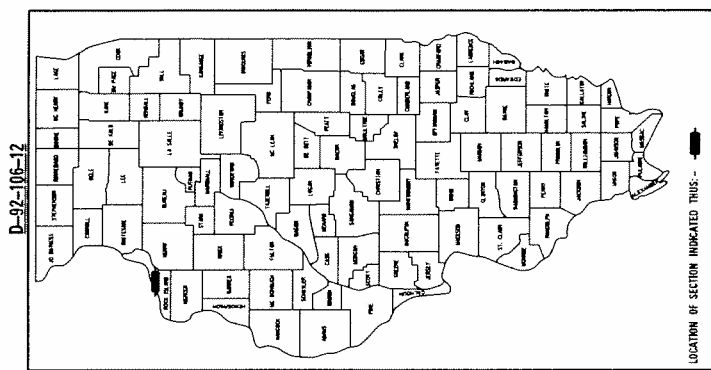 D-92-106-12
JO DAVIESS
STEPHENSON
WINNEBAGO
BOONE
MC HENRY
LAKE
CARROLL
OGLE
DE KALB
KANE
COOK
DU PAGE
WHITESIDE
LEE
KENDALL
WILL
ROCK ISLAND
HENRY
BUREAU
LA SALLE
GRUNDY
MERCER
PUTNAM
KANKAKEE
HENDERSON
WARREN
KNOX
STARK
MARSHALL
LIVINGSTON
IROQUOIS
PEORIA
WOODFORD
HANCOCK
MC DONOUGH
FULTON
TAZEWELL
MC LEAN
FORD
VERMILION
SCHUYLER
MASON
LOGAN
DE WITT
PIATT
CHAMPAIGN
ADAMS
BROWN
CASS
MENARD
MACON
DOUGLAS
EDGAR
PIKE
SCOTT
MORGAN
SANGAMON
CHRISTIAN
MOULTRIE
COLES
CLARK
GREENE
MACOUPIN
MONTGOMERY
SHELBY
CUMBERLAND
CALHOUN
JERSEY
FAYETTE
EFFINGHAM
JASPER
CRAWFORD
MADISON
BOND
CLINTON
MARION
CLAY
RICHLAND
LAWRENCE
ST. CLAIR
WASHINGTON
JEFFERSON
WAYNE
EDWARDS
WABASH
MONROE
RANDOLPH
PERRY
FRANKLIN
HAMILTON
WHITE
JACKSON
WILLIAMSON
SALINE
GALLATIN
UNION
JOHNSON
POPE
HARDIN
ALEXANDER
PULASKI
MASSAC
LOCATION OF SECTION INDICATED THUS: -